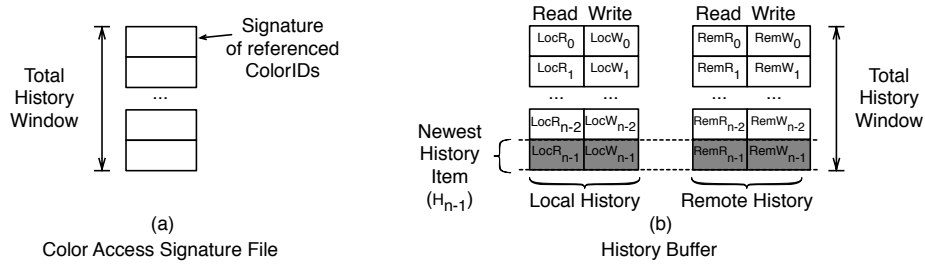 Signature
of referenced
ColorIDs
Total
History
Window
...
(a)
Color Access Signature File
Read Write Read Write
LocR0 LocW0 RemR0 RemW0
LocR1 LocW1 RemR1 RemW1
... ... ... ...
LocRn-2 LocWn-2 RemRn-2 RemWn-2
LocRn-1 LocWn-1 RemRn-1 RemWn-1
Newest
History
Item
(Hn-1)
Total
History
Window
Local History Remote History
(b)
History Buffer